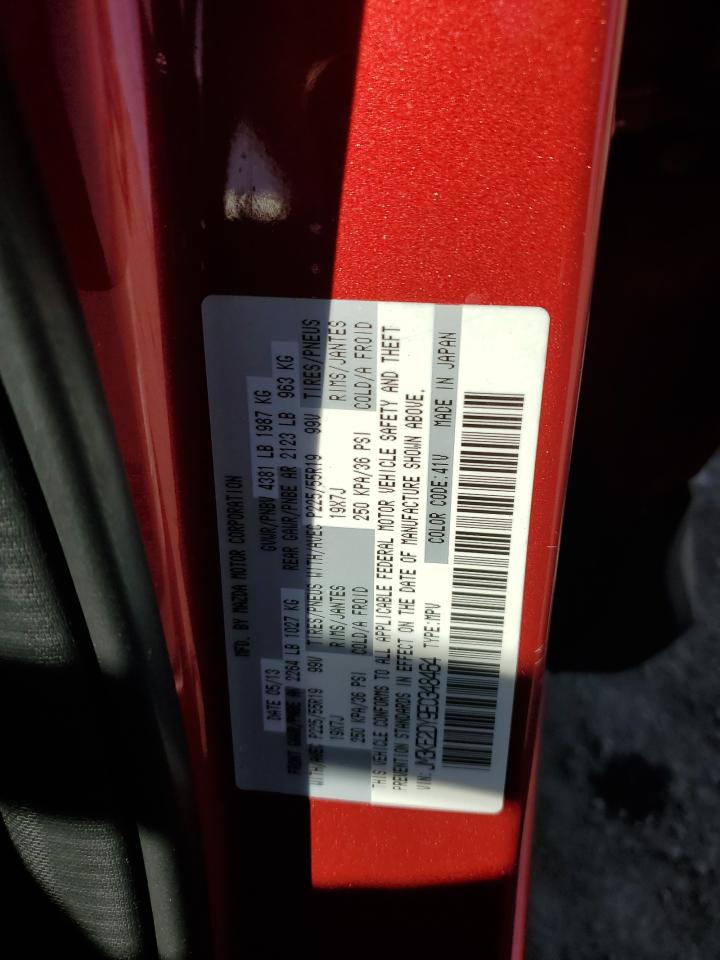 MFD. BY MAZDA MOTOR CORPORATION
DATE 05/13 GVWR/PNBV 4381 LB 1987 KG
FRONT GAWR/PNBE AV 2264 LB 1027 KG REAR GAWR/PNBE AR 2123 LB 963 KG
WITH/AVEC P225/55R19 99V TIRES/PNEUS WITH/AVEC P225/55R19 99V TIRES/PNEUS
19X7J RIMS/JANTES 19X7J RIMS/JANTES
250 KPA/36 PSI COLD/A FROID 250 KPA/36 PSI COLD/A FROID
THIS VEHICLE CONFORMS TO ALL APPLICABLE FEDERAL MOTOR VEHICLE SAFETY AND THEFT
PREVENTION STANDARDS IN EFFECT ON THE DATE OF MANUFACTURE SHOWN ABOVE.
VIN: JM3KE2DY9E0348464 TYPE:MPV COLOR CODE:41V MADE IN JAPAN